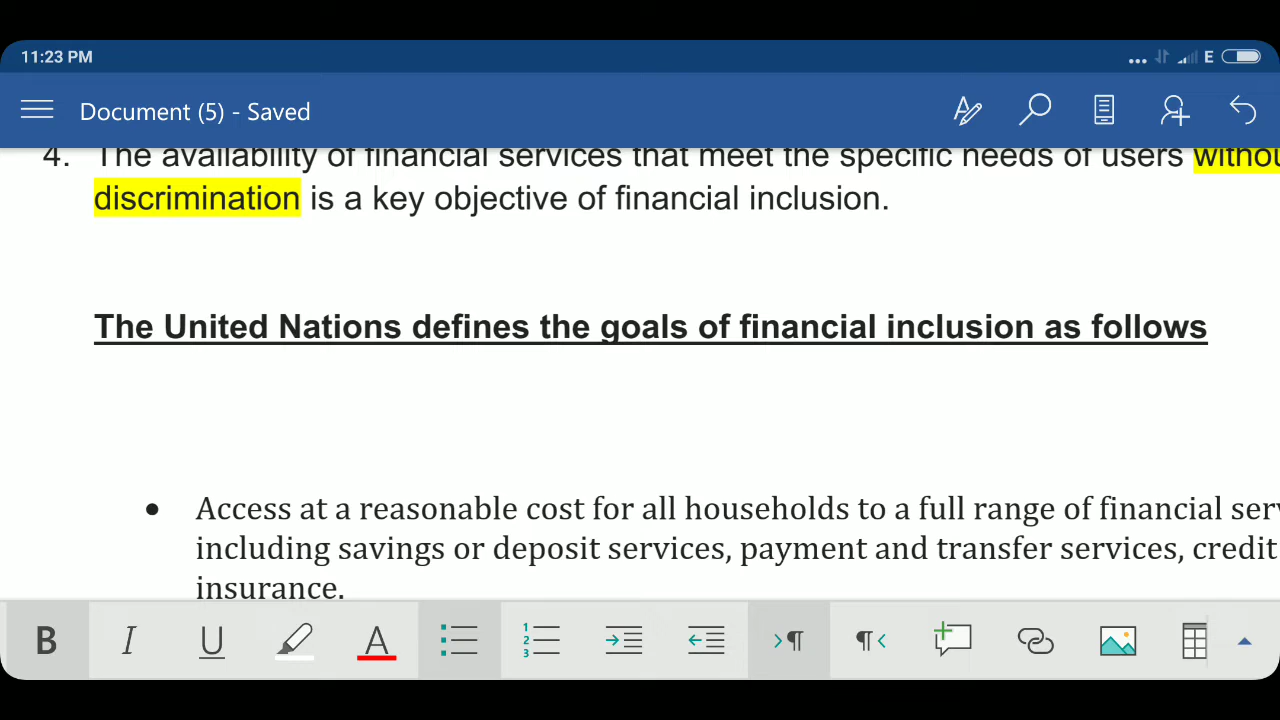 11:23 PM
E
Document (5) - Saved
4. The availability of financial services that meet the specific needs of users
discrimination is a key objective of financial inclusion.
The United Nations defines the goals of financial inclusion as follows
• Access at a reasonable cost for all households to a full range of financial
including savings or deposit services, payment and transfer services, credit
insurance.
B I U A